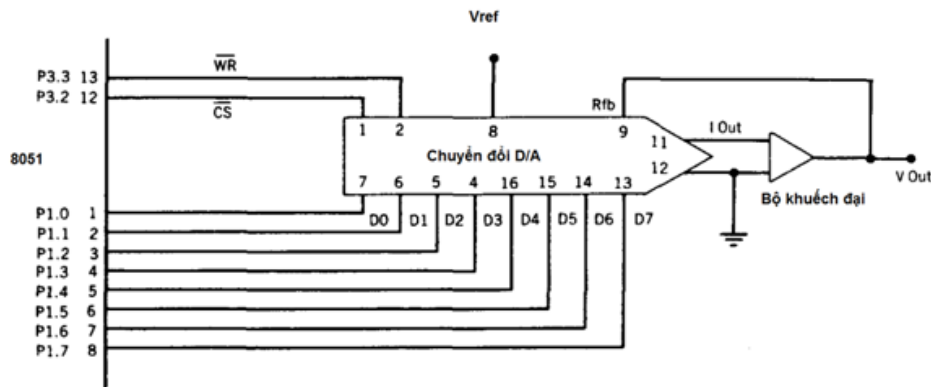 Vref
P3.3 13 WR
P3.2 12 CS
Rfb
1 2 8 9
11 I Out
8051
Chuyển đổi D/A
12
V Out
7 6 5 4 16 15 14 13
Bộ khuếch đại
P1.0 1 D0 D1 D2 D3 D4 D5 D6 D7
P1.1 2
P1.2 3
P1.3 4
P1.4 5
P1.5 6
P1.6 7
P1.7 8